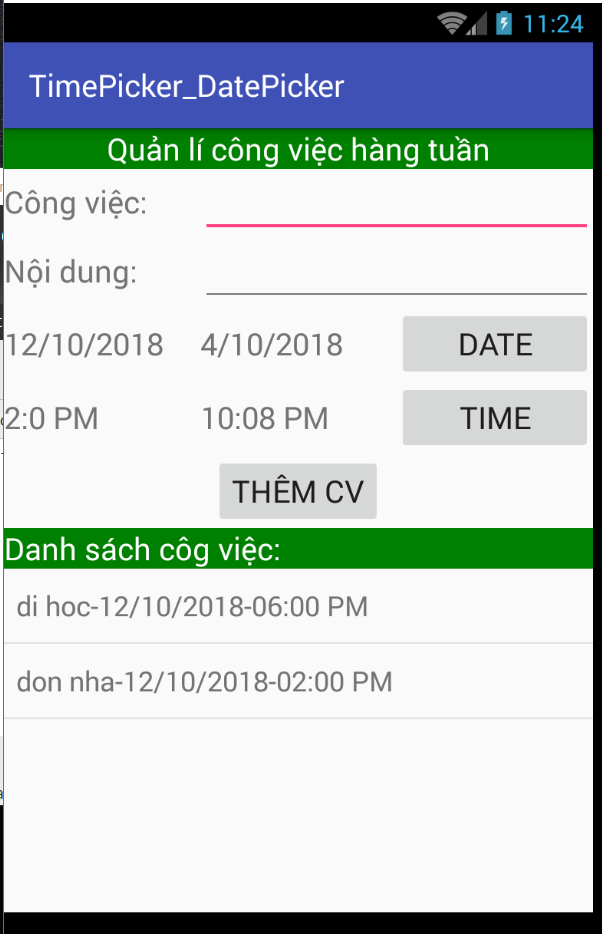 11:24
TimePicker_DatePicker
Quản lí công việc hàng tuần
Công việc:
Nội dung:
12/10/2018 4/10/2018 DATE
2:0 PM 10:08 PM TIME
THÊM CV
Danh sách côg việc:
di hoc-12/10/2018-06:00 PM
don nha-12/10/2018-02:00 PM